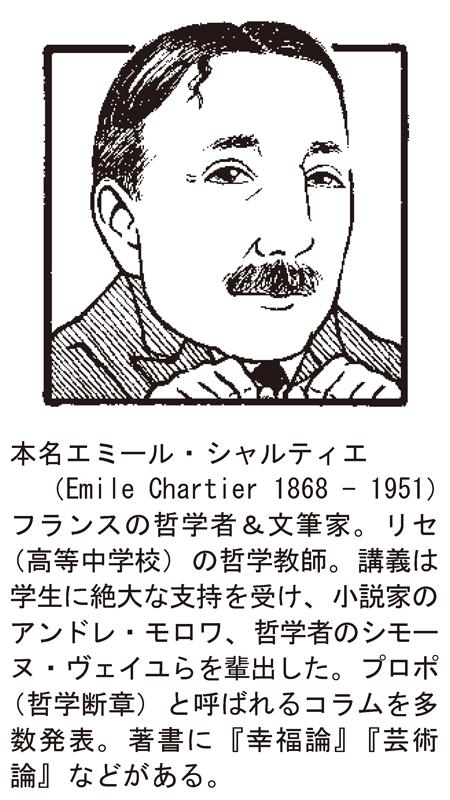 本名エミール・シャルティエ
(Emile Chartier 1868 − 1951)
フランスの哲学者＆文筆家。リセ
(高等中学校) の哲学教師。講義は
学生に絶大な支持を受け、小説家の
アンドレ・モロワ、哲学者のシモー
ヌ・ヴェイユらを輩出した。プロポ
(哲学断章) と呼ばれるコラムを多
数発表。著書に『幸福論』『芸術
論』などがある。